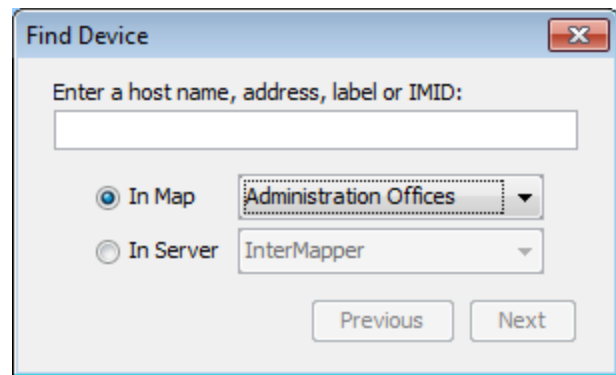 Find Device
Enter a host name, address, label or IMID:
In Map Administration Offices
In Server InterMapper
Previous Next